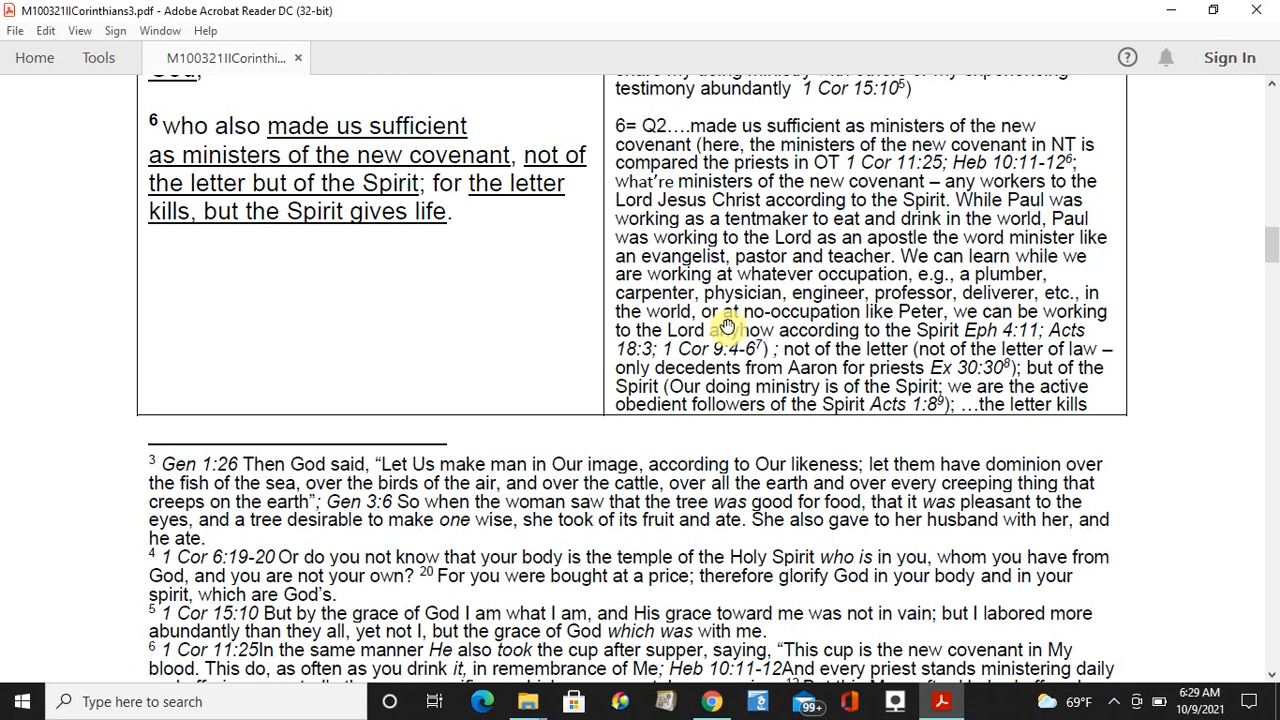 M100321IICorinthians3.pdf - Adobe Acrobat Reader DC (32-bit)
File Edit View Sign Window Help
Home Tools M100321IICorinthi... × Sign In
God,
share my doing ministry with others of my experiencing
testimony abundantly 1 Cor 15:10⁵)
⁶ who also made us sufficient
as ministers of the new covenant, not of
the letter but of the Spirit; for the letter
kills, but the Spirit gives life.
6= Q2….made us sufficient as ministers of the new
covenant (here, the ministers of the new covenant in NT is
compared the priests in OT 1 Cor 11:25; Heb 10:11-12⁶;
what’re ministers of the new covenant – any workers to the
Lord Jesus Christ according to the Spirit. While Paul was
working as a tentmaker to eat and drink in the world, Paul
was working to the Lord as an apostle the word minister like
an evangelist, pastor and teacher. We can learn while we
are working at whatever occupation, e.g., a plumber,
carpenter, physician, engineer, professor, deliverer, etc., in
the world, or at no-occupation like Peter, we can be working
to the Lord anyhow according to the Spirit Eph 4:11; Acts
18:3; 1 Cor 9:4-6⁷) ; not of the letter (not of the letter of law –
only decedents from Aaron for priests Ex 30:30⁸); but of the
Spirit (Our doing ministry is of the Spirit; we are the active
obedient followers of the Spirit Acts 1:8⁹); …the letter kills
³ Gen 1:26 Then God said, “Let Us make man in Our image, according to Our likeness; let them have dominion over
the fish of the sea, over the birds of the air, and over the cattle, over all the earth and over every creeping thing that
creeps on the earth”; Gen 3:6 So when the woman saw that the tree was good for food, that it was pleasant to the
eyes, and a tree desirable to make one wise, she took of its fruit and ate. She also gave to her husband with her, and
he ate.
⁴ 1 Cor 6:19-20 Or do you not know that your body is the temple of the Holy Spirit who is in you, whom you have from
God, and you are not your own? ²⁰ For you were bought at a price; therefore glorify God in your body and in your
spirit, which are God’s.
⁵ 1 Cor 15:10 But by the grace of God I am what I am, and His grace toward me was not in vain; but I labored more
abundantly than they all, yet not I, but the grace of God which was with me.
⁶ 1 Cor 11:25In the same manner He also took the cup after supper, saying, “This cup is the new covenant in My
blood. This do, as often as you drink it, in remembrance of Me; Heb 10:11-12And every priest stands ministering daily
Type here to search
99+
69°F
6:29 AM
10/9/2021